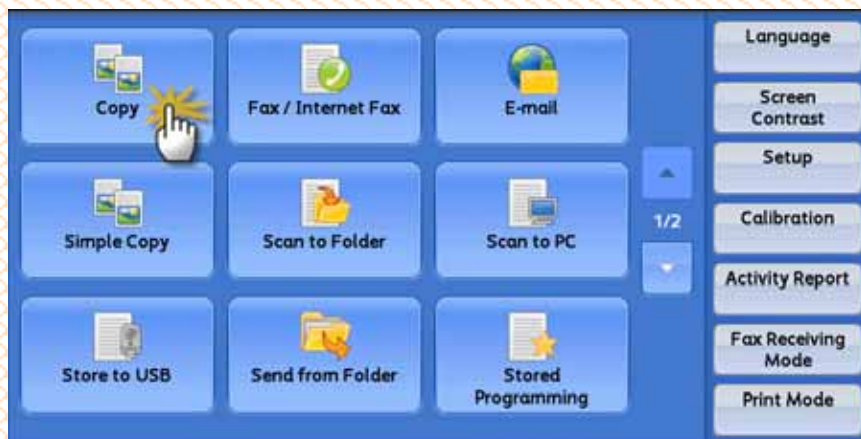 Copy
Fax / Internet Fax
E-mail
Simple Copy
Scan to Folder
Scan to PC
Store to USB
Send from Folder
Stored
Programming
1/2
Language
Screen
Contrast
Setup
Calibration
Activity Report
Fax Receiving
Mode
Print Mode